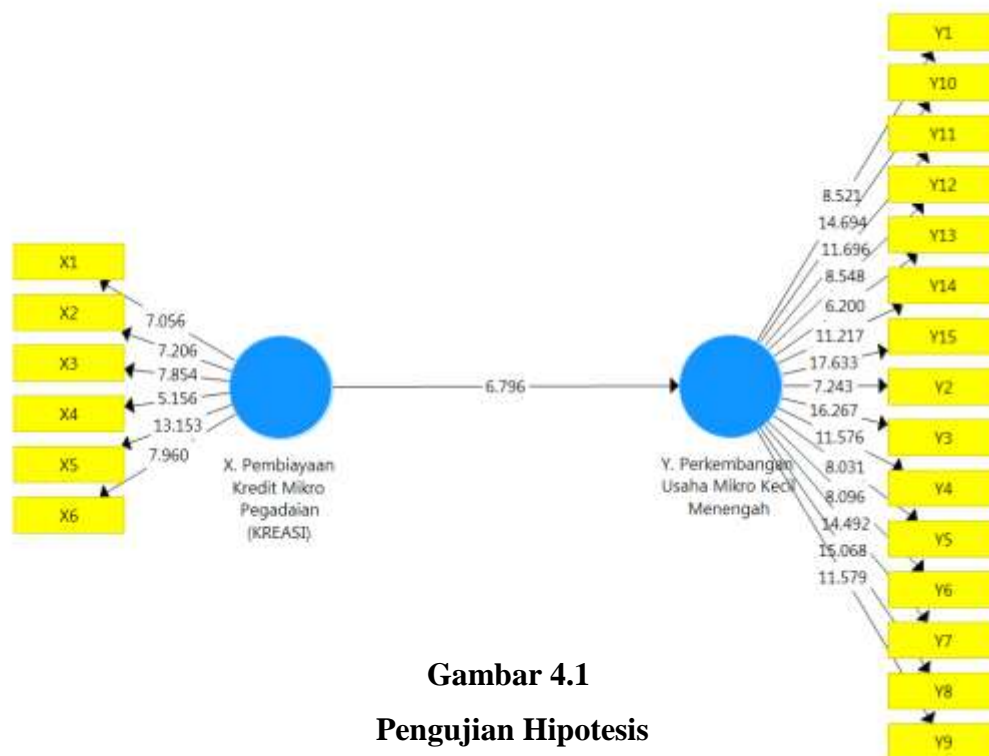 X1
X2
X3
X4
X5
X6
7.056
7.206
7.854
5.156
13.153
7.960
X. Pembiayaan
Kredit Mikro
Pegadaian
(KREASI)
6.796
Y. Perkembangan
Usaha Mikro Kecil
Menengah
8.521
14.694
11.696
8.548
6.200
11.217
17.633
7.243
16.267
11.576
8.031
8.096
14.492
15.068
11.579
Y1
Y10
Y11
Y12
Y13
Y14
Y15
Y2
Y3
Y4
Y5
Y6
Y7
Y8
Y9
Gambar 4.1
Pengujian Hipotesis